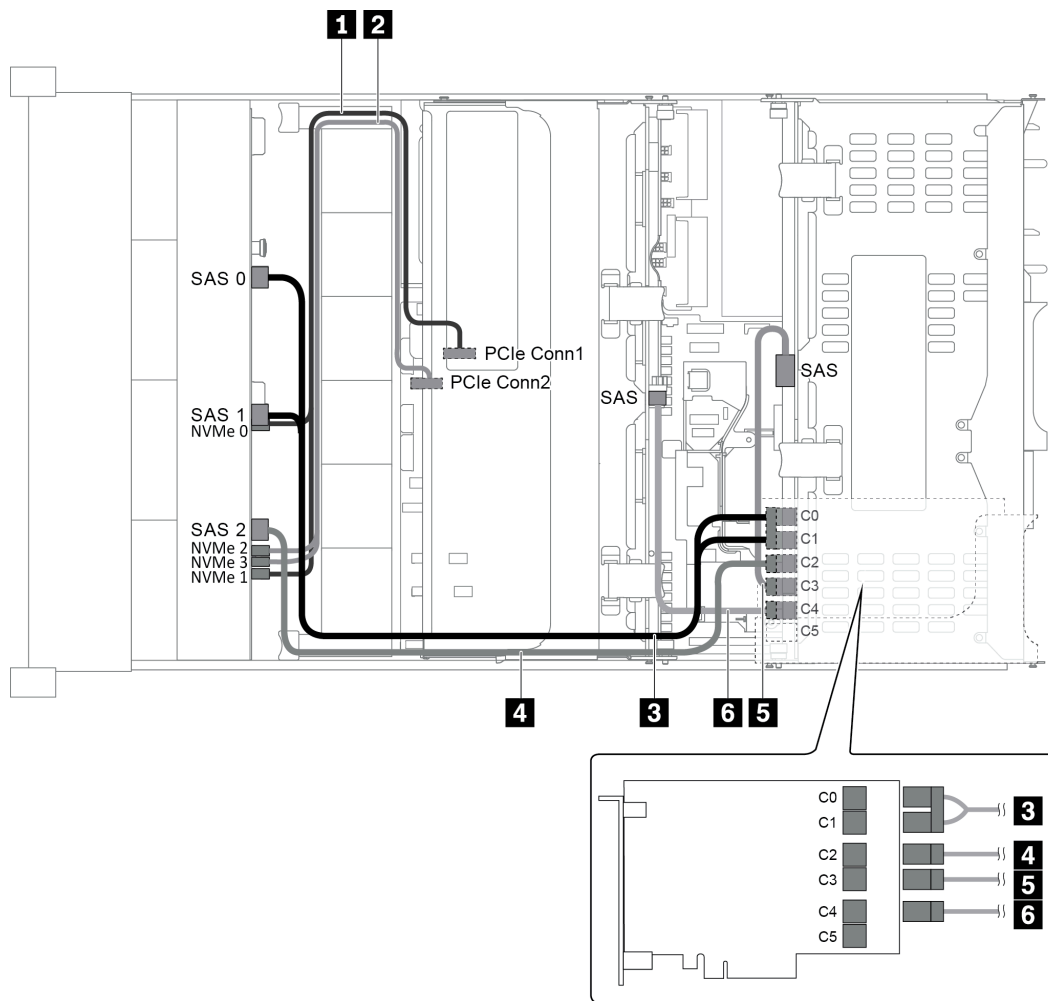 1 2
SAS 0
PCIe Conn1
PCIe Conn2
SAS
SAS
SAS 1
NVMe 0
SAS 2
NVMe 2
NVMe 3
NVMe 1
C0
C1
C2
C3
C4
C5
4 3 6 5
C0
C1
C2
C3
C4
C5
3
4
5
6